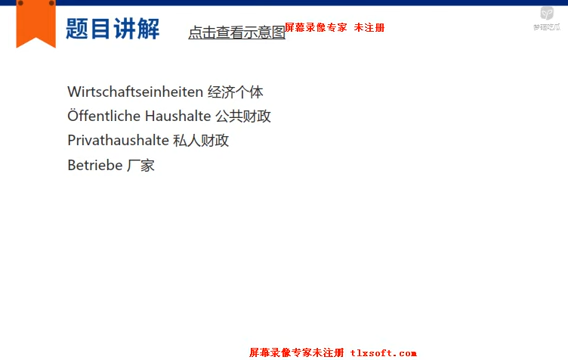 题目讲解
点击查看示意图
屏幕录像专家 未注册
Wirtschaftseinheiten 经济个体
Öffentliche Haushalte 公共财政
Privathaushalte 私人财政
Betriebe 厂家
屏幕录像专家未注册 tlxsoft.com